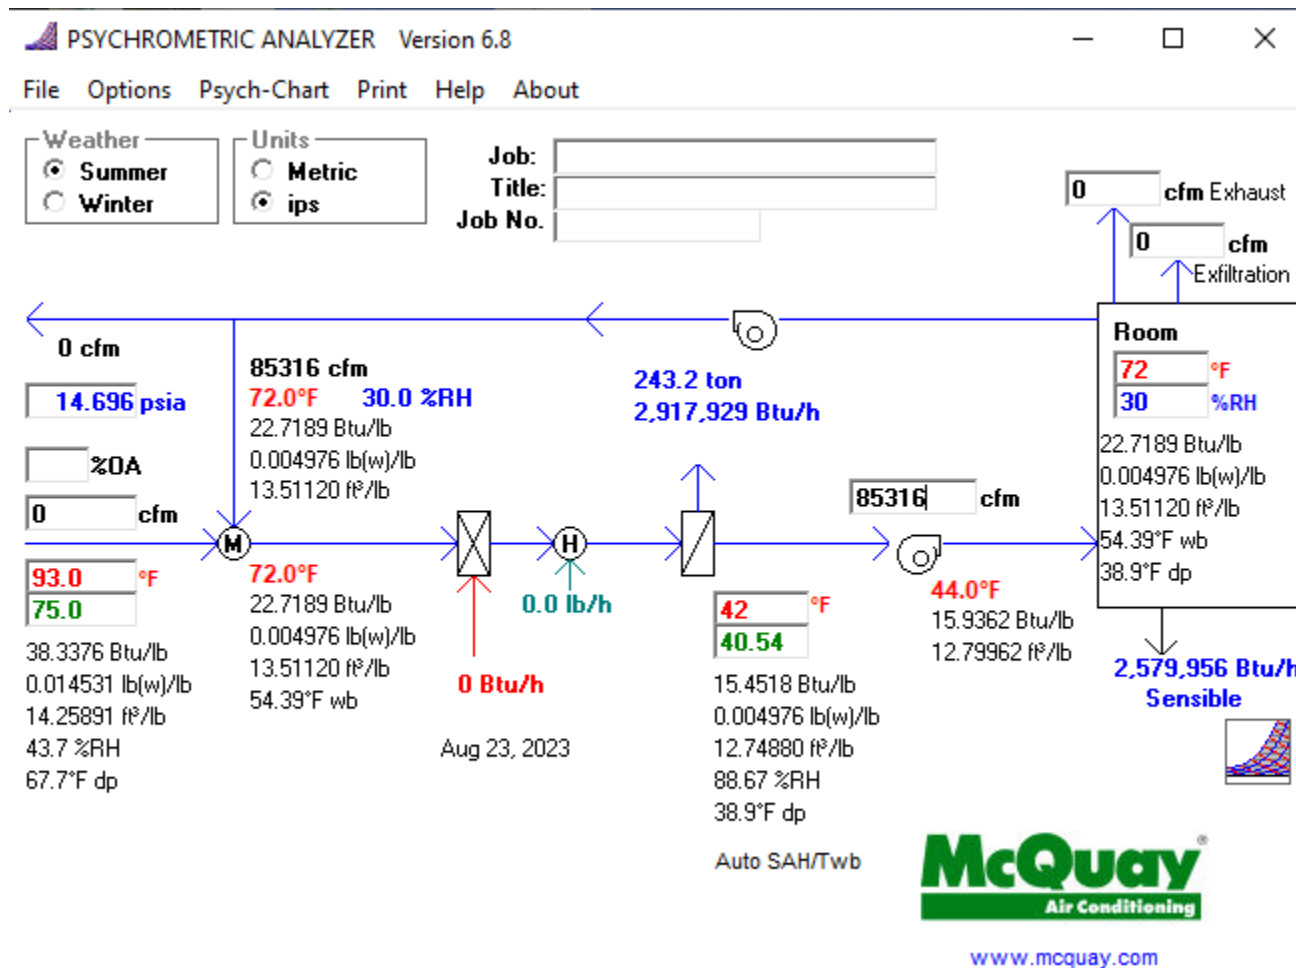 PSYCHROMETRIC ANALYZER Version 6.8
File Options Psych-Chart Print Help About
Weather
Summer
Winter
Units
Metric
ips
Job:
Title:
Job No.
0 cfm Exhaust
0 cfm
Exfiltration
0 cfm
14.696 psia
%OA
0 cfm
93.0 °F
75.0
38.3376 Btu/lb
0.014531 lb(w)/lb
14.25891 ft³/lb
43.7 %RH
67.7°F dp
85316 cfm
72.0°F 30.0 %RH
22.7189 Btu/lb
0.004976 lb(w)/lb
13.51120 ft³/lb
M
72.0°F
22.7189 Btu/lb
0.004976 lb(w)/lb
13.51120 ft³/lb
54.39°F wb
0 Btu/h
H
0.0 lb/h
Aug 23, 2023
243.2 ton
2,917,929 Btu/h
42 °F
40.54
15.4518 Btu/lb
0.004976 lb(w)/lb
12.74880 ft³/lb
88.67 %RH
38.9°F dp
Auto SAH/Twb
85316 cfm
44.0°F
15.9362 Btu/lb
12.79962 ft³/lb
Room
72 °F
30 %RH
22.7189 Btu/lb
0.004976 lb(w)/lb
13.51120 ft³/lb
54.39°F wb
38.9°F dp
2,579,956 Btu/h
Sensible
McQuay®
Air Conditioning
www.mcquay.com